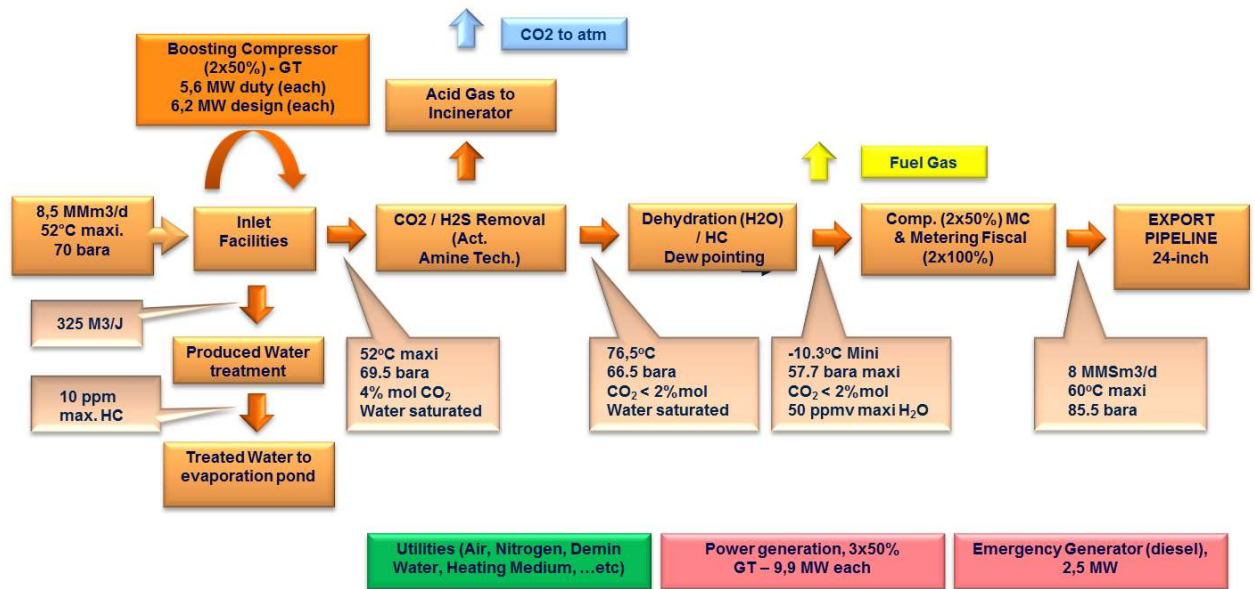 Boosting Compressor
(2x50%) - GT
5,6 MW duty (each)
6,2 MW design (each)
CO2 to atm
Acid Gas to
Incinerator
Fuel Gas
8,5 MMm3/d
52°C maxi.
70 bara
Inlet
Facilities
CO2 / H2S Removal
(Act.
Amine Tech.)
Dehydration (H2O)
/ HC
Dew pointing
Comp. (2x50%) MC
& Metering Fiscal
(2x100%)
EXPORT
PIPELINE
24-inch
325 M3/J
Produced Water
treatment
10 ppm
max. HC
Treated Water to
evaporation pond
52°C maxi
69.5 bara
4% mol CO₂
Water saturated
76,5°C
66.5 bara
CO₂ < 2%mol
Water saturated
-10.3°C Mini
57.7 bara maxi
CO₂ < 2%mol
50 ppmv maxi H₂O
8 MMSm3/d
60°C maxi
85.5 bara
Utilities (Air, Nitrogen, Demin
Water, Heating Medium, …etc)
Power generation, 3x50%
GT – 9,9 MW each
Emergency Generator (diesel),
2,5 MW